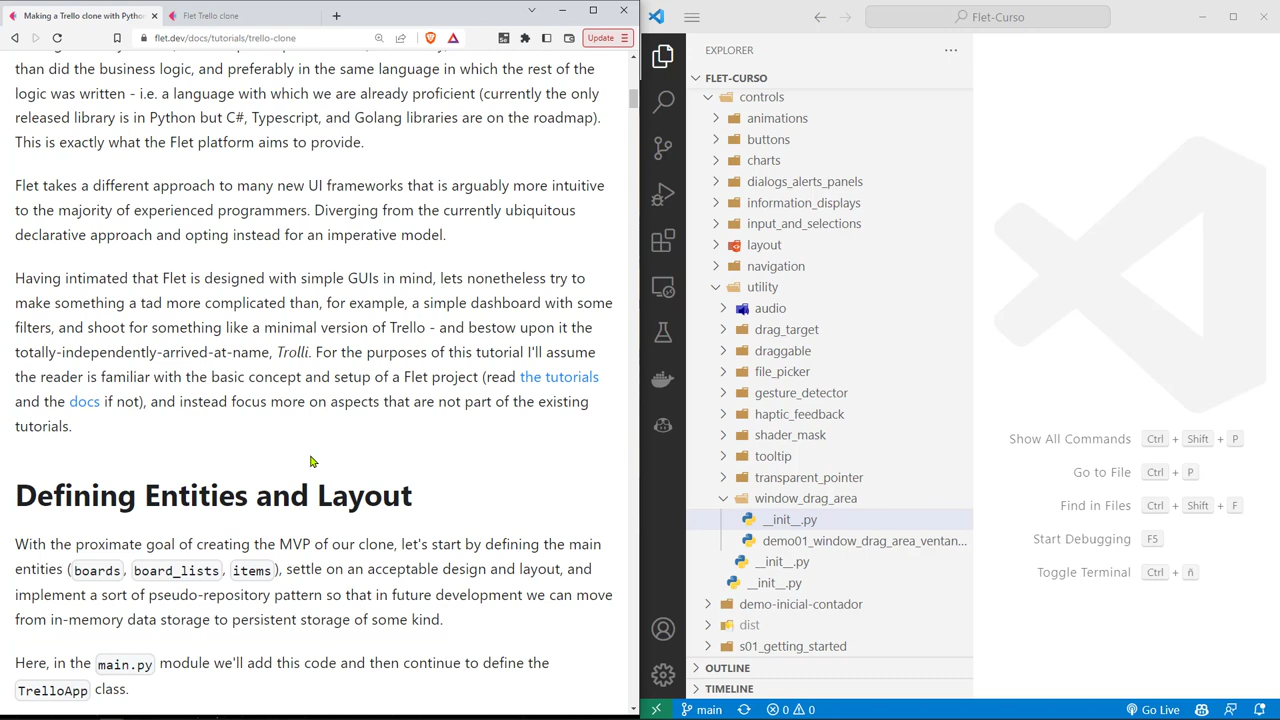 Making a Trello clone with Pytho
Flet Trello clone
flet.dev/docs/tutorials/trello-clone
Update
than did the business logic, and preferably in the same language in which the rest of the
logic was written - i.e. a language with which we are already proficient (currently the only
released library is in Python but C#, Typescript, and Golang libraries are on the roadmap).
This is exactly what the Flet platform aims to provide.
Flet takes a different approach to many new UI frameworks that is arguably more intuitive
to the majority of experienced programmers. Diverging from the currently ubiquitous
declarative approach and opting instead for an imperative model.
Having intimated that Flet is designed with simple GUIs in mind, lets nonetheless try to
make something a tad more complicated than, for example, a simple dashboard with some
filters, and shoot for something like a minimal version of Trello - and bestow upon it the
totally-independently-arrived-at-name, Trolli. For the purposes of this tutorial I'll assume
the reader is familiar with the basic concept and setup of a Flet project (read the tutorials
and the docs if not), and instead focus more on aspects that are not part of the existing
tutorials.
Defining Entities and Layout
With the proximate goal of creating the MVP of our clone, let's start by defining the main
entities (boards, board_lists, items), settle on an acceptable design and layout, and
implement a sort of pseudo-repository pattern so that in future development we can move
from in-memory data storage to persistent storage of some kind.
Here, in the main.py module we'll add this code and then continue to define the
TrelloApp class.
Flet-Curso
EXPLORER
FLET-CURSO
controls
animations
buttons
charts
dialogs_alerts_panels
information_displays
input_and_selections
layout
navigation
utility
audio
drag_target
draggable
file_picker
gesture_detector
haptic_feedback
shader_mask
tooltip
transparent_pointer
window_drag_area
__init__.py
demo01_window_drag_area_ventan...
__init__.py
__init__.py
demo-inicial-contador
dist
s01_getting_started
OUTLINE
TIMELINE
Show All Commands Ctrl + Shift + P
Go to File Ctrl + P
Find in Files Ctrl + Shift + F
Start Debugging F5
Toggle Terminal Ctrl + ñ
main 0 0 Go Live